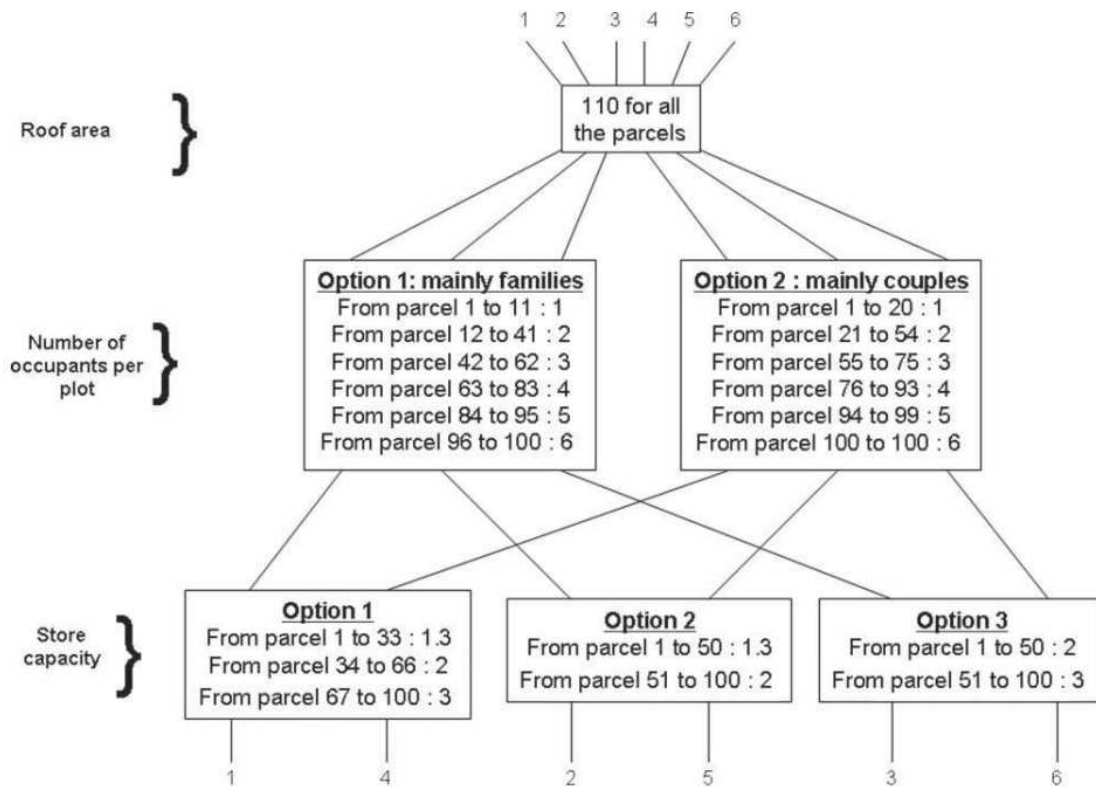 1 2 3 4 5 6
Roof area
110 for all
the parcels
Number of
occupants per
plot
Option 1: mainly families
From parcel 1 to 11 : 1
From parcel 12 to 41 : 2
From parcel 42 to 62 : 3
From parcel 63 to 83 : 4
From parcel 84 to 95 : 5
From parcel 96 to 100 : 6
Option 2 : mainly couples
From parcel 1 to 20 : 1
From parcel 21 to 54 : 2
From parcel 55 to 75 : 3
From parcel 76 to 93 : 4
From parcel 94 to 99 : 5
From parcel 100 to 100 : 6
Store
capacity
Option 1
From parcel 1 to 33 : 1.3
From parcel 34 to 66 : 2
From parcel 67 to 100 : 3
Option 2
From parcel 1 to 50 : 1.3
From parcel 51 to 100 : 2
Option 3
From parcel 1 to 50 : 2
From parcel 51 to 100 : 3
1 4 2 5 3 6